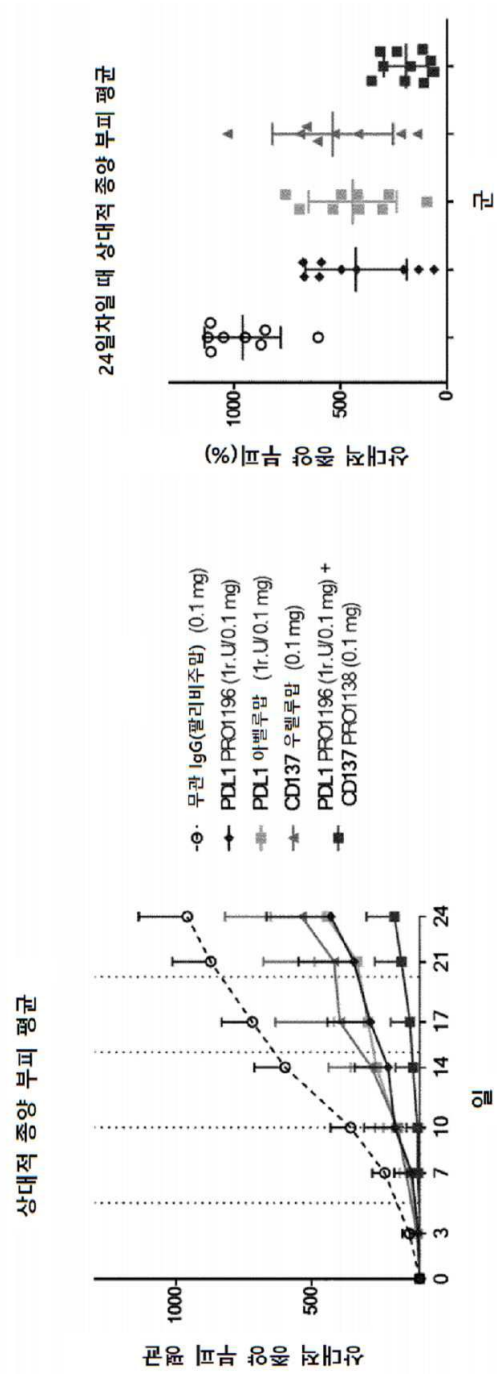 상대적 종양 부피 평균
상대적 종양 부피 평균
1000
500
0
3
7
10
14
17
21
24
일
무관 IgG(팔리비주맙) (0.1 mg)
PDL1 PRO1196 (1r.U/0.1 mg)
PDL1 아벨루맙 (1r.U/0.1 mg)
CD137 우렐루맙 (0.1 mg)
PDL1 PRO1196 (1r.U/0.1 mg) +
CD137 PRO1138 (0.1 mg)
24일차일 때 상대적 종양 부피 평균
상대적 종양 부피(%)
1000
500
0
군